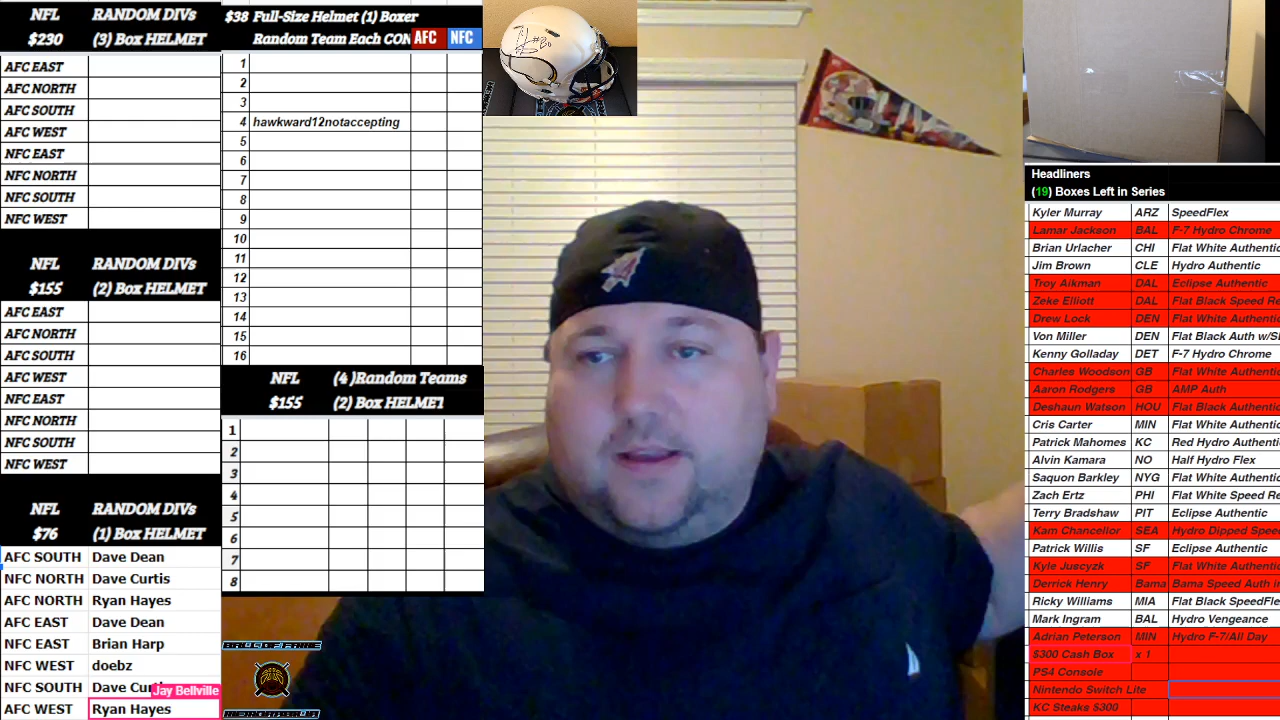 NFL RANDOM DIVs
$230 (3) Box HELMET
AFC EAST
AFC NORTH
AFC SOUTH
AFC WEST
NFC EAST
NFC NORTH
NFC SOUTH
NFC WEST
NFL RANDOM DIVs
$155 (2) Box HELMET
AFC EAST
AFC NORTH
AFC SOUTH
AFC WEST
NFC EAST
NFC NORTH
NFC SOUTH
NFC WEST
NFL RANDOM DIVs
$76 (1) Box HELMET
AFC SOUTH Dave Dean
NFC NORTH Dave Curtis
AFC NORTH Ryan Hayes
AFC EAST Dave Dean
NFC EAST Brian Harp
NFC WEST doebz
NFC SOUTH Dave
Jay Bellville
AFC WEST Ryan Hayes
$38 Full-Size Helmet (1) Boxer
Random Team Each CON AFC NFC
1
2
3
4 hawkward12notaccepting
5
6
7
8
9
10
11
12
13
14
15
16
NFL (4 )Random Teams
$155 (2) Box HELMET
1
2
3
4
5
6
7
8
BALL OF FAME
MEMORABILIA
Headliners
(19) Boxes Left in Series
Kyler Murray ARZ SpeedFlex
Lamar Jackson BAL F-7 Hydro Chrome
Brian Urlacher CHI Flat White Authentic
Jim Brown CLE Hydro Authentic
Troy Aikman DAL Eclipse Authentic
Zeke Elliott DAL Flat Black Speed Re
Drew Lock DEN Flat White Authentic
Von Miller DEN Flat Black Auth w/S
Kenny Golladay DET F-7 Hydro Chrome
Charles Woodson GB Flat White Authentic
Aaron Rodgers GB AMP Auth
Deshaun Watson HOU Flat Black Authentic
Cris Carter MIN Flat White Authentic
Patrick Mahomes KC Red Hydro Authentic
Alvin Kamara NO Half Hydro Flex
Saquon Barkley NYG Flat White Authentic
Zach Ertz PHI Flat White Speed Re
Terry Bradshaw PIT Eclipse Authentic
Kam Chancellor SEA Hydro Dipped Speed
Patrick Willis SF Eclipse Authentic
Kyle Juscyzk SF Flat White Authentic
Derrick Henry Bama Bama Speed Auth in
Ricky Williams MIA Flat Black SpeedFle
Mark Ingram BAL Hydro Vengeance
Adrian Peterson MIN Hydro F-7/All Day
$300 Cash Box x 1
PS4 Console
Nintendo Switch Lite
KC Steaks $300